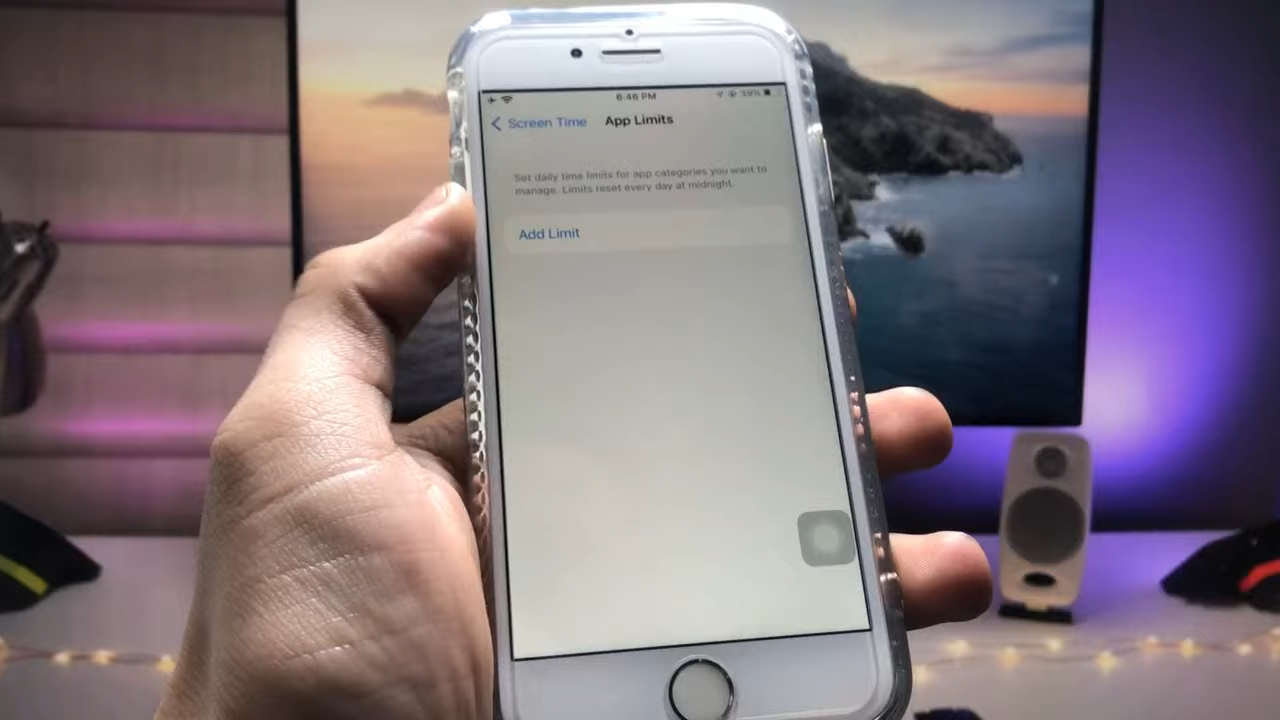 6:46 PM
39%
Screen Time App Limits
Set daily time limits for app categories you want to
manage. Limits reset every day at midnight.
Add Limit